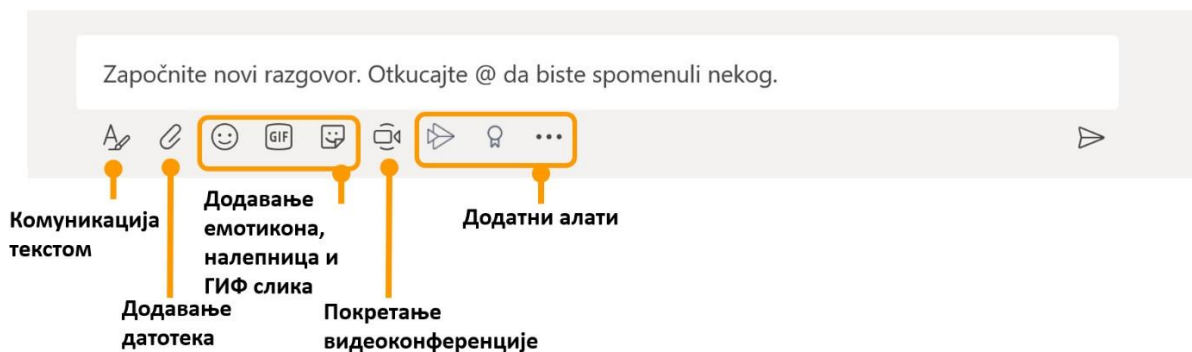 Započnite novi razgovor. Otkucajte @ da biste spomenuli nekog.
GIF
Комуникација
текстом
Додавање
датотека
Додавање
емотикона,
налепница и
ГИФ слика
Покретање
видеоконференције
Додатни алати